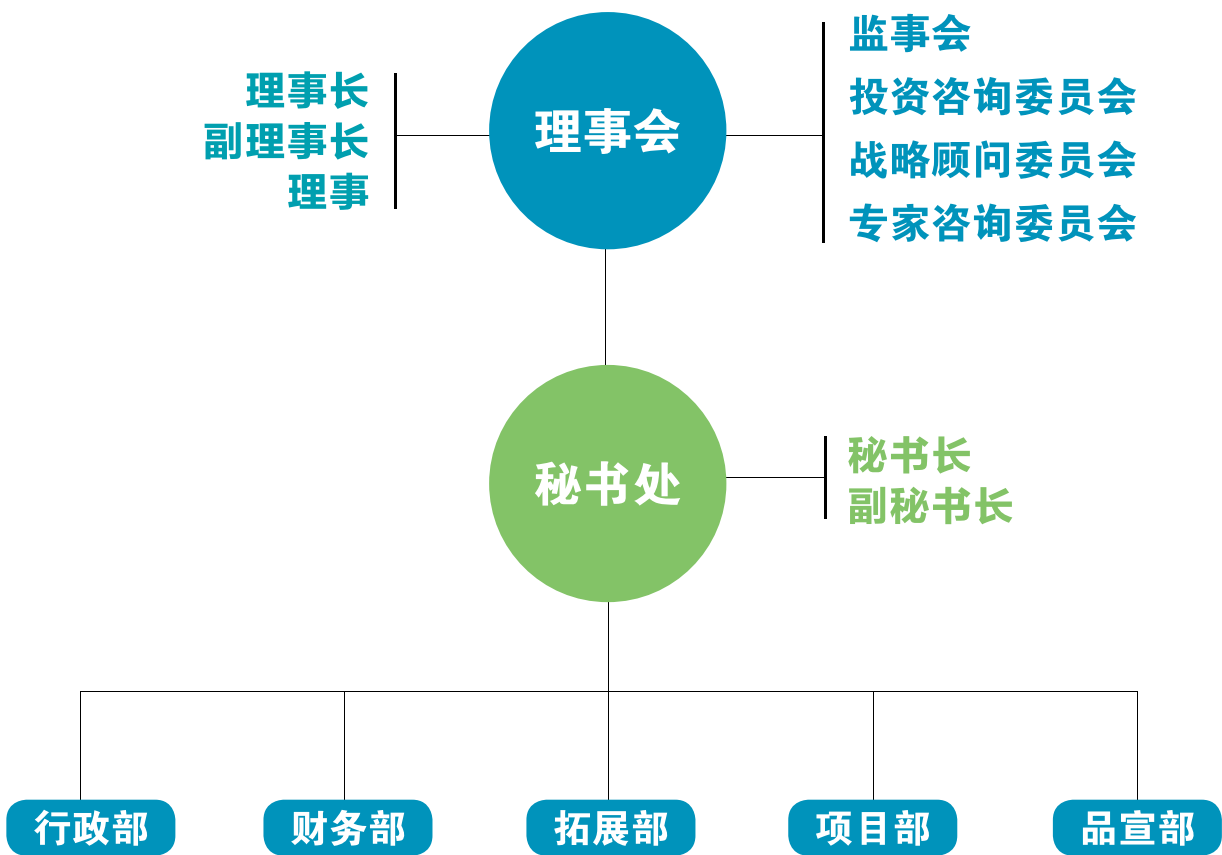 理事长
副理事长
理事
理事会
监事会
投资咨询委员会
战略顾问委员会
专家咨询委员会
秘书处
秘书长
副秘书长
行政部
财务部
拓展部
项目部
品宣部